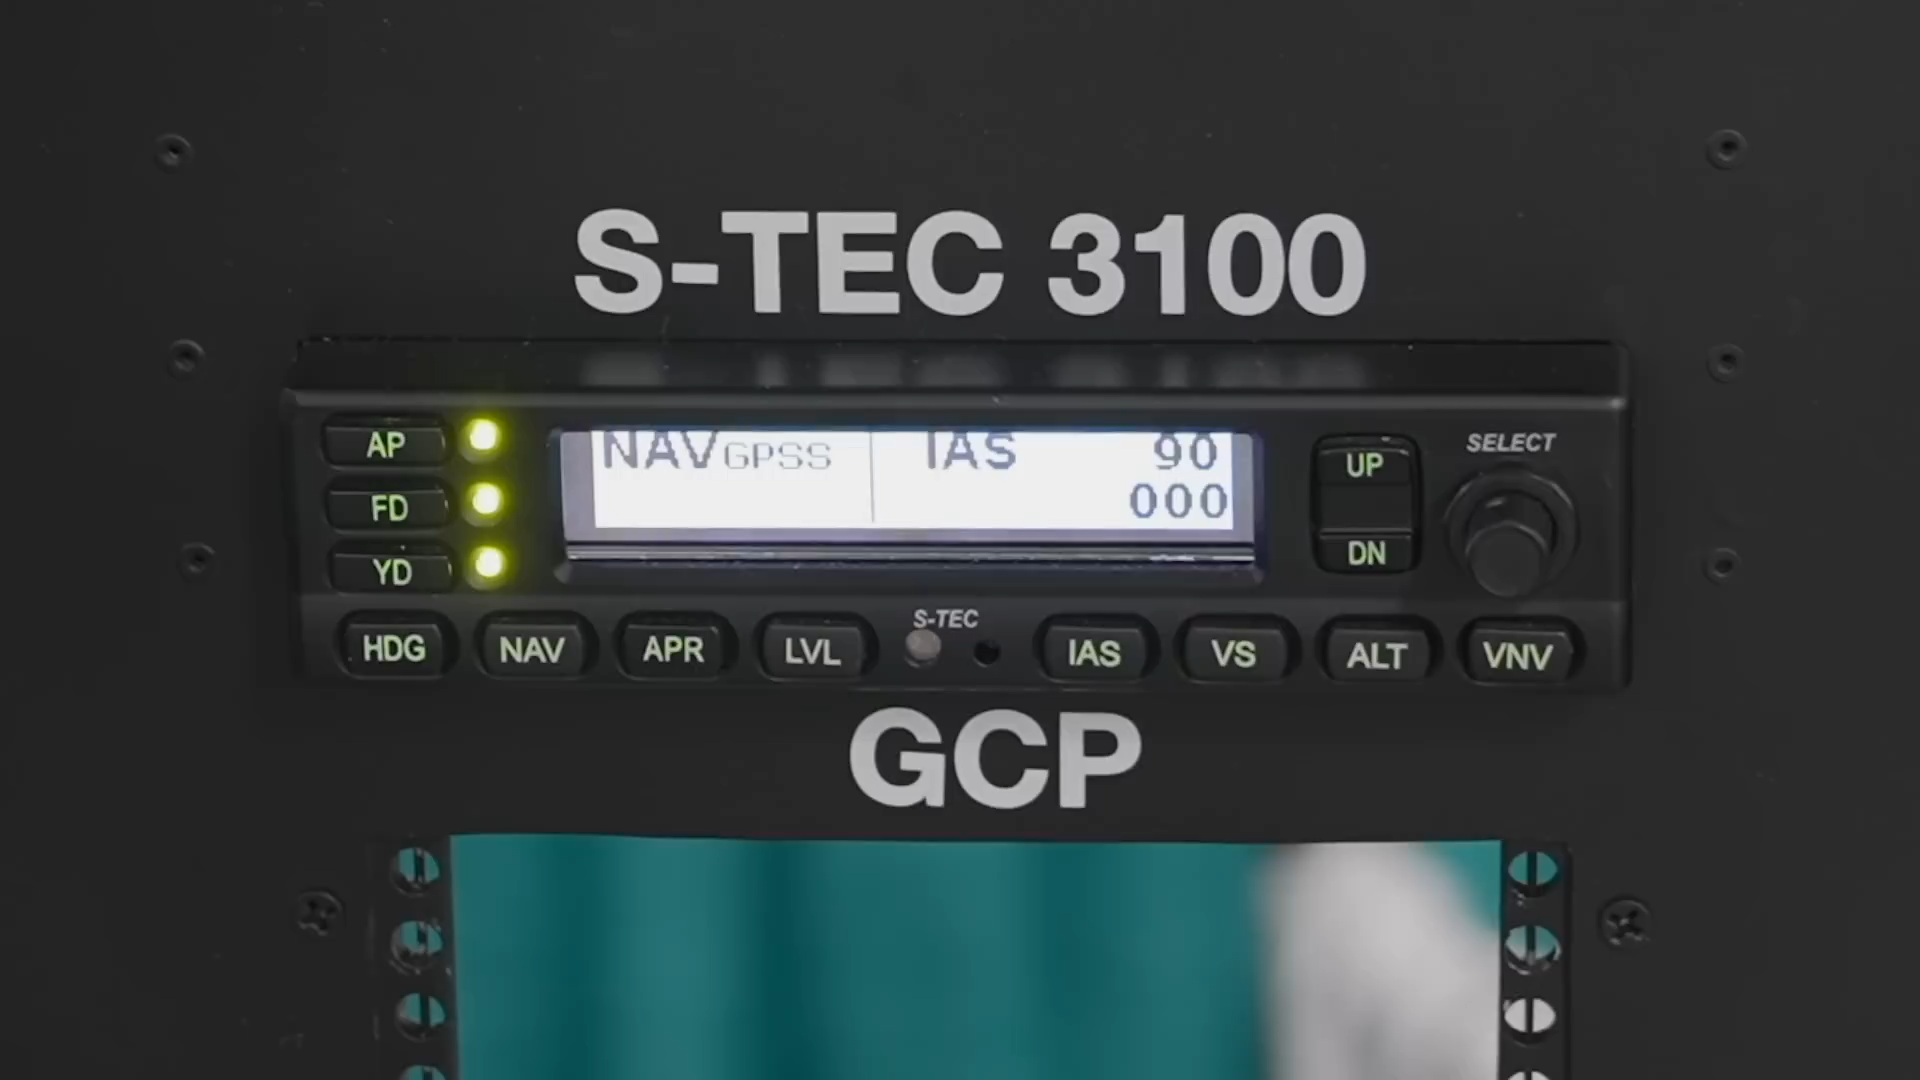 S-TEC 3100
AP
FD
YD
NAV GPSS IAS 90
000
UP
DN
SELECT
HDG NAV APR LVL S-TEC IAS VS ALT VNV
GCP